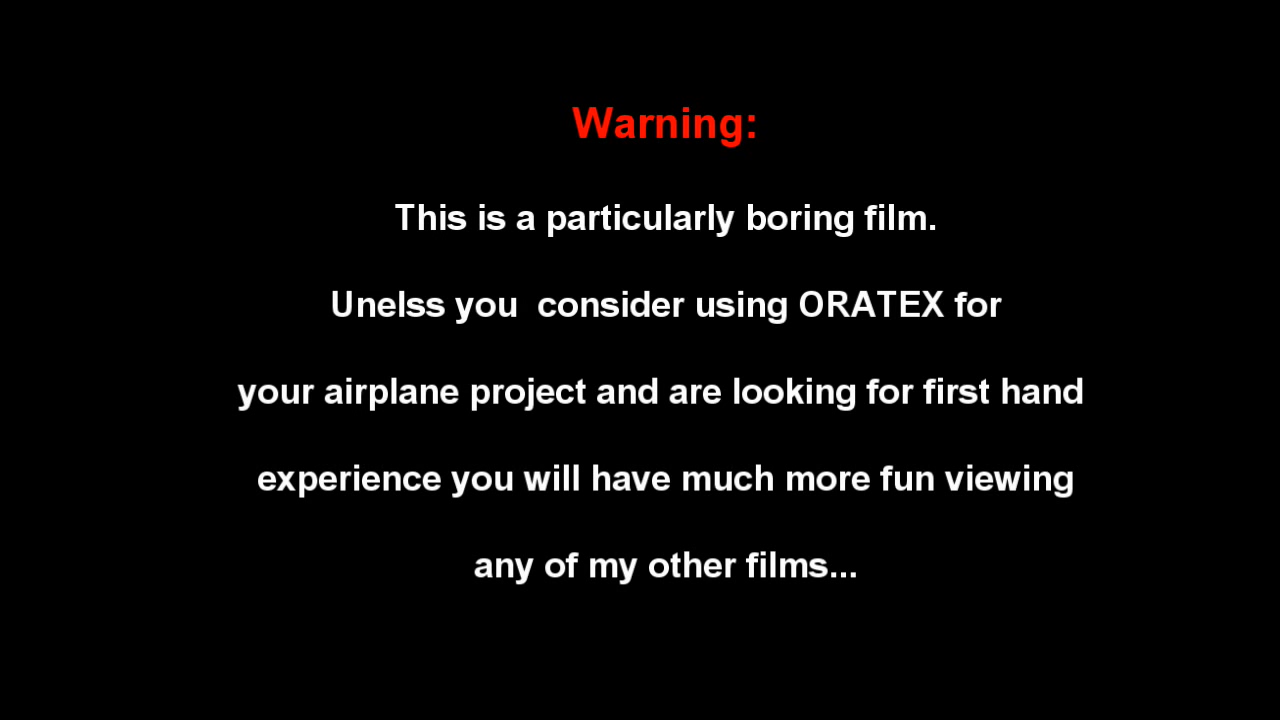 Warning:
This is a particularly boring film.
Unelss you  consider using ORATEX for
your airplane project and are looking for first hand
experience you will have much more fun viewing
any of my other films...